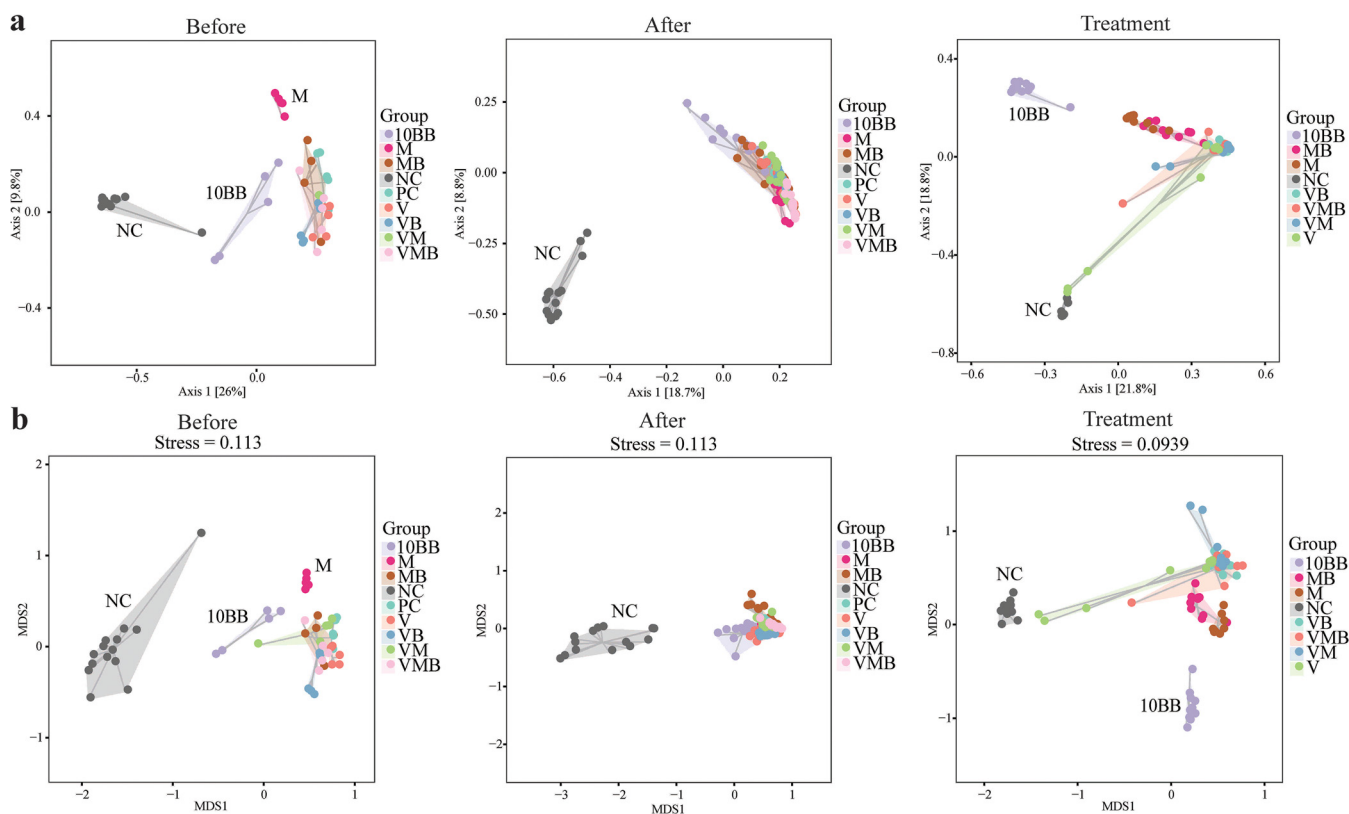 a
Before
After
Treatment
Axis 2 [9.8%]
0.4
0.0
−0.4
−0.5
0.0
Axis 1 [26%]
M
10BB
NC
Group
10BB
M
MB
NC
PC
V
VB
VM
VMB
Axis 2 [8.8%]
0.25
0.00
−0.25
−0.50
−0.6
−0.4
−0.2
0.0
0.2
Axis 1 [18.7%]
NC
Group
10BB
M
MB
NC
PC
V
VB
VM
VMB
Axis 2 [18.8%]
0.4
0.0
−0.4
−0.8
−0.6
−0.3
0.0
0.3
0.6
Axis 1 [21.8%]
10BB
NC
Group
10BB
MB
M
NC
VB
VMB
VM
V
b
Before
Stress = 0.113
After
Stress = 0.113
Treatment
Stress = 0.0939
MDS2
2
1
0
−1
−2
−1
0
1
MDS1
NC
10BB
M
Group
10BB
M
MB
NC
PC
V
VB
VM
VMB
MDS2
2
1
0
−1
−2
−3
−2
−1
0
1
MDS1
NC
Group
10BB
M
MB
NC
PC
V
VB
VM
VMB
MDS2
1
0
−1
−2
−1
0
1
MDS1
NC
10BB
Group
10BB
MB
M
NC
VB
VMB
VM
V